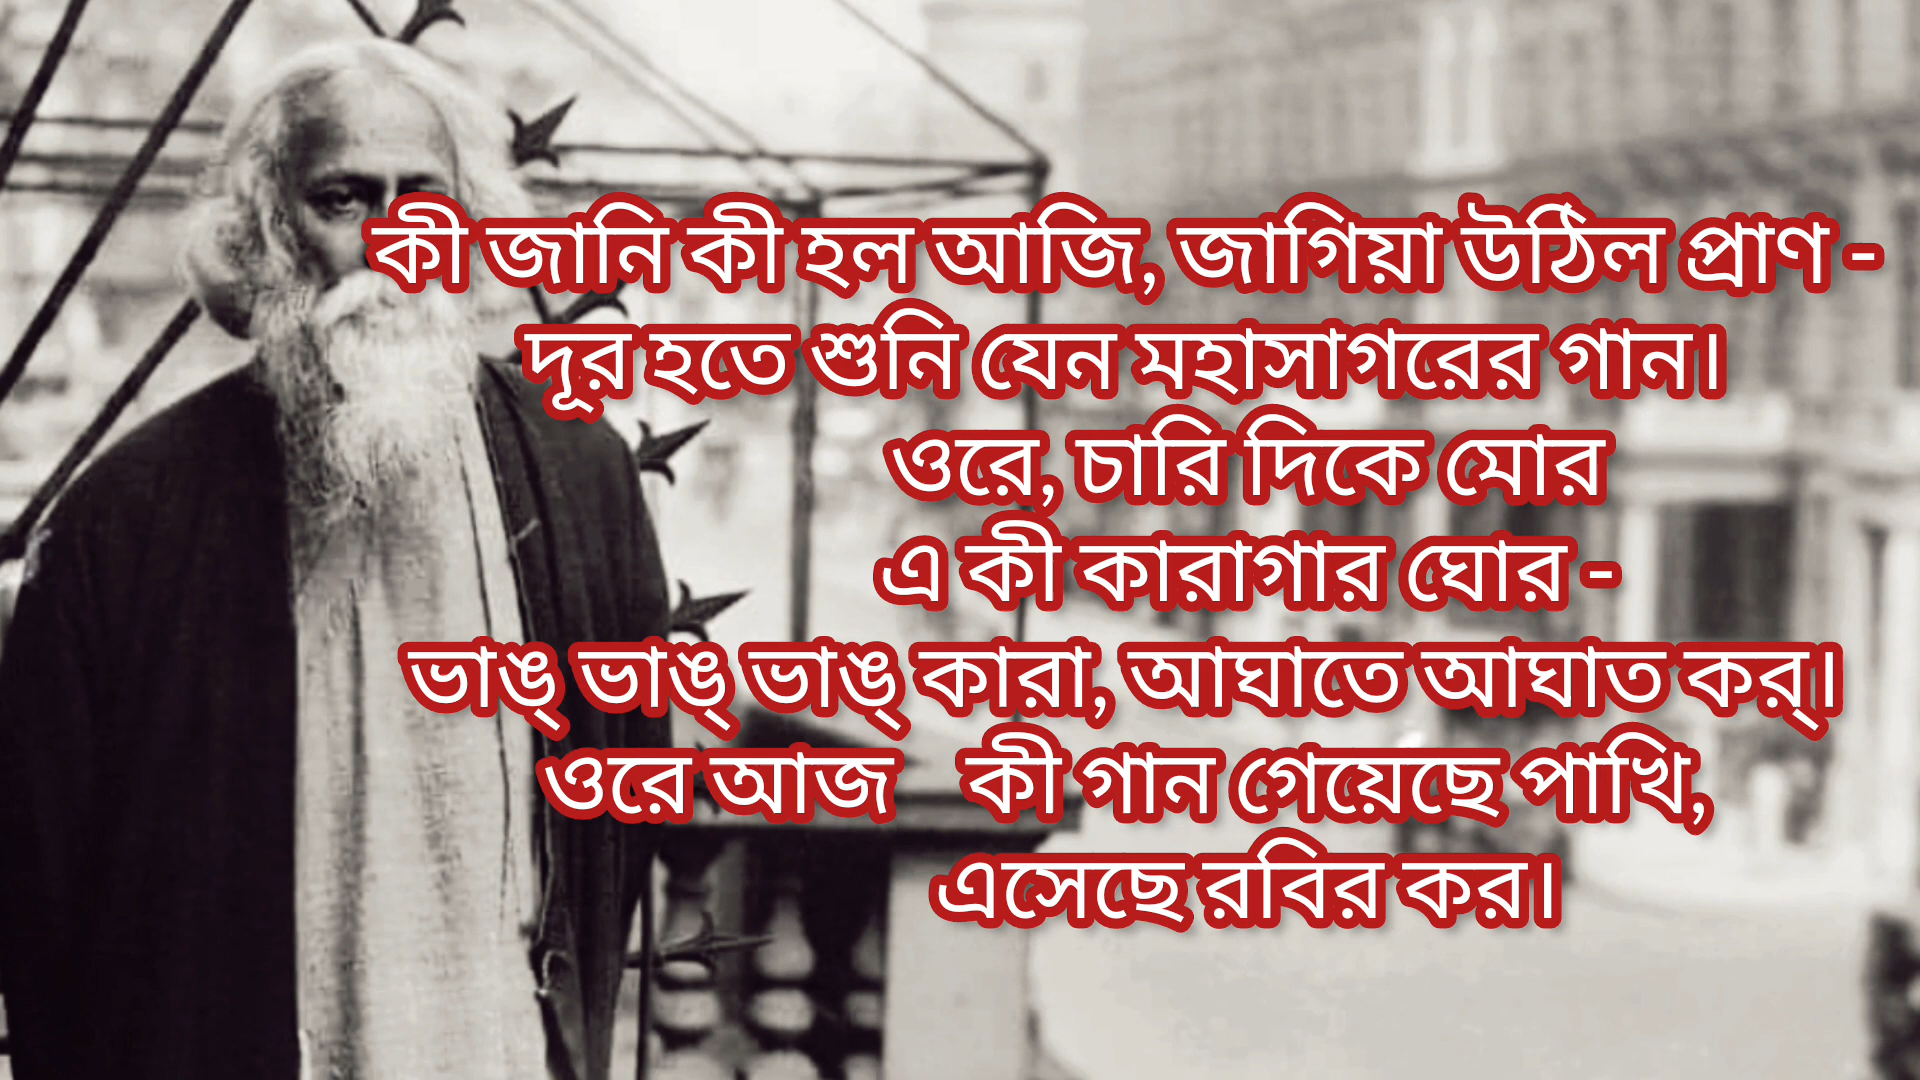 কী জানি কী হল আজি, জাগিয়া উঠিল প্রাণ -
দূর হতে শুনি যেন মহাসাগরের গান।
ওরে, চারি দিকে মোর
এ কী কারাগার ঘোর -
ভাঙ্ ভাঙ্ ভাঙ্ কারা, আঘাতে আঘাত কর্।
ওরে আজ কী গান গেয়েছে পাখি,
এসেছে রবির কর।